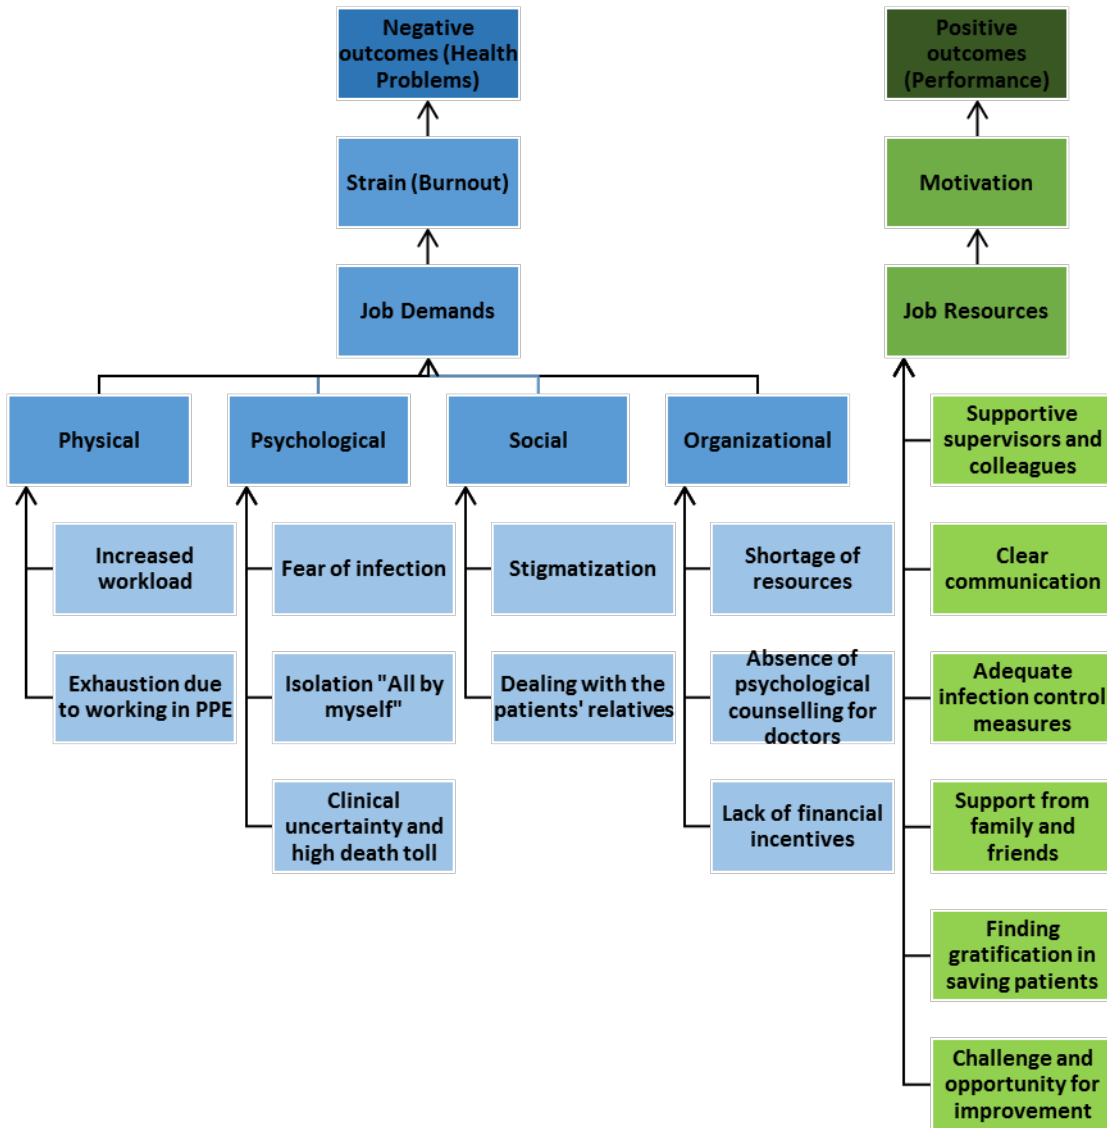 Negative
outcomes (Health
Problems)
Positive
outcomes
(Performance)
Strain (Burnout)
Motivation
Job Demands
Job Resources
Physical
Psychological
Social
Organizational
Supportive
supervisors and
colleagues
Increased
workload
Fear of infection
Stigmatization
Shortage of
resources
Clear
communication
Exhaustion due
to working in PPE
Isolation "All by
myself"
Dealing with the
patients' relatives
Absence of
psychological
counselling for
doctors
Adequate
infection control
measures
Clinical
uncertainty and
high death toll
Lack of financial
incentives
Support from
family and
friends
Finding
gratification in
saving patients
Challenge and
opportunity for
improvement